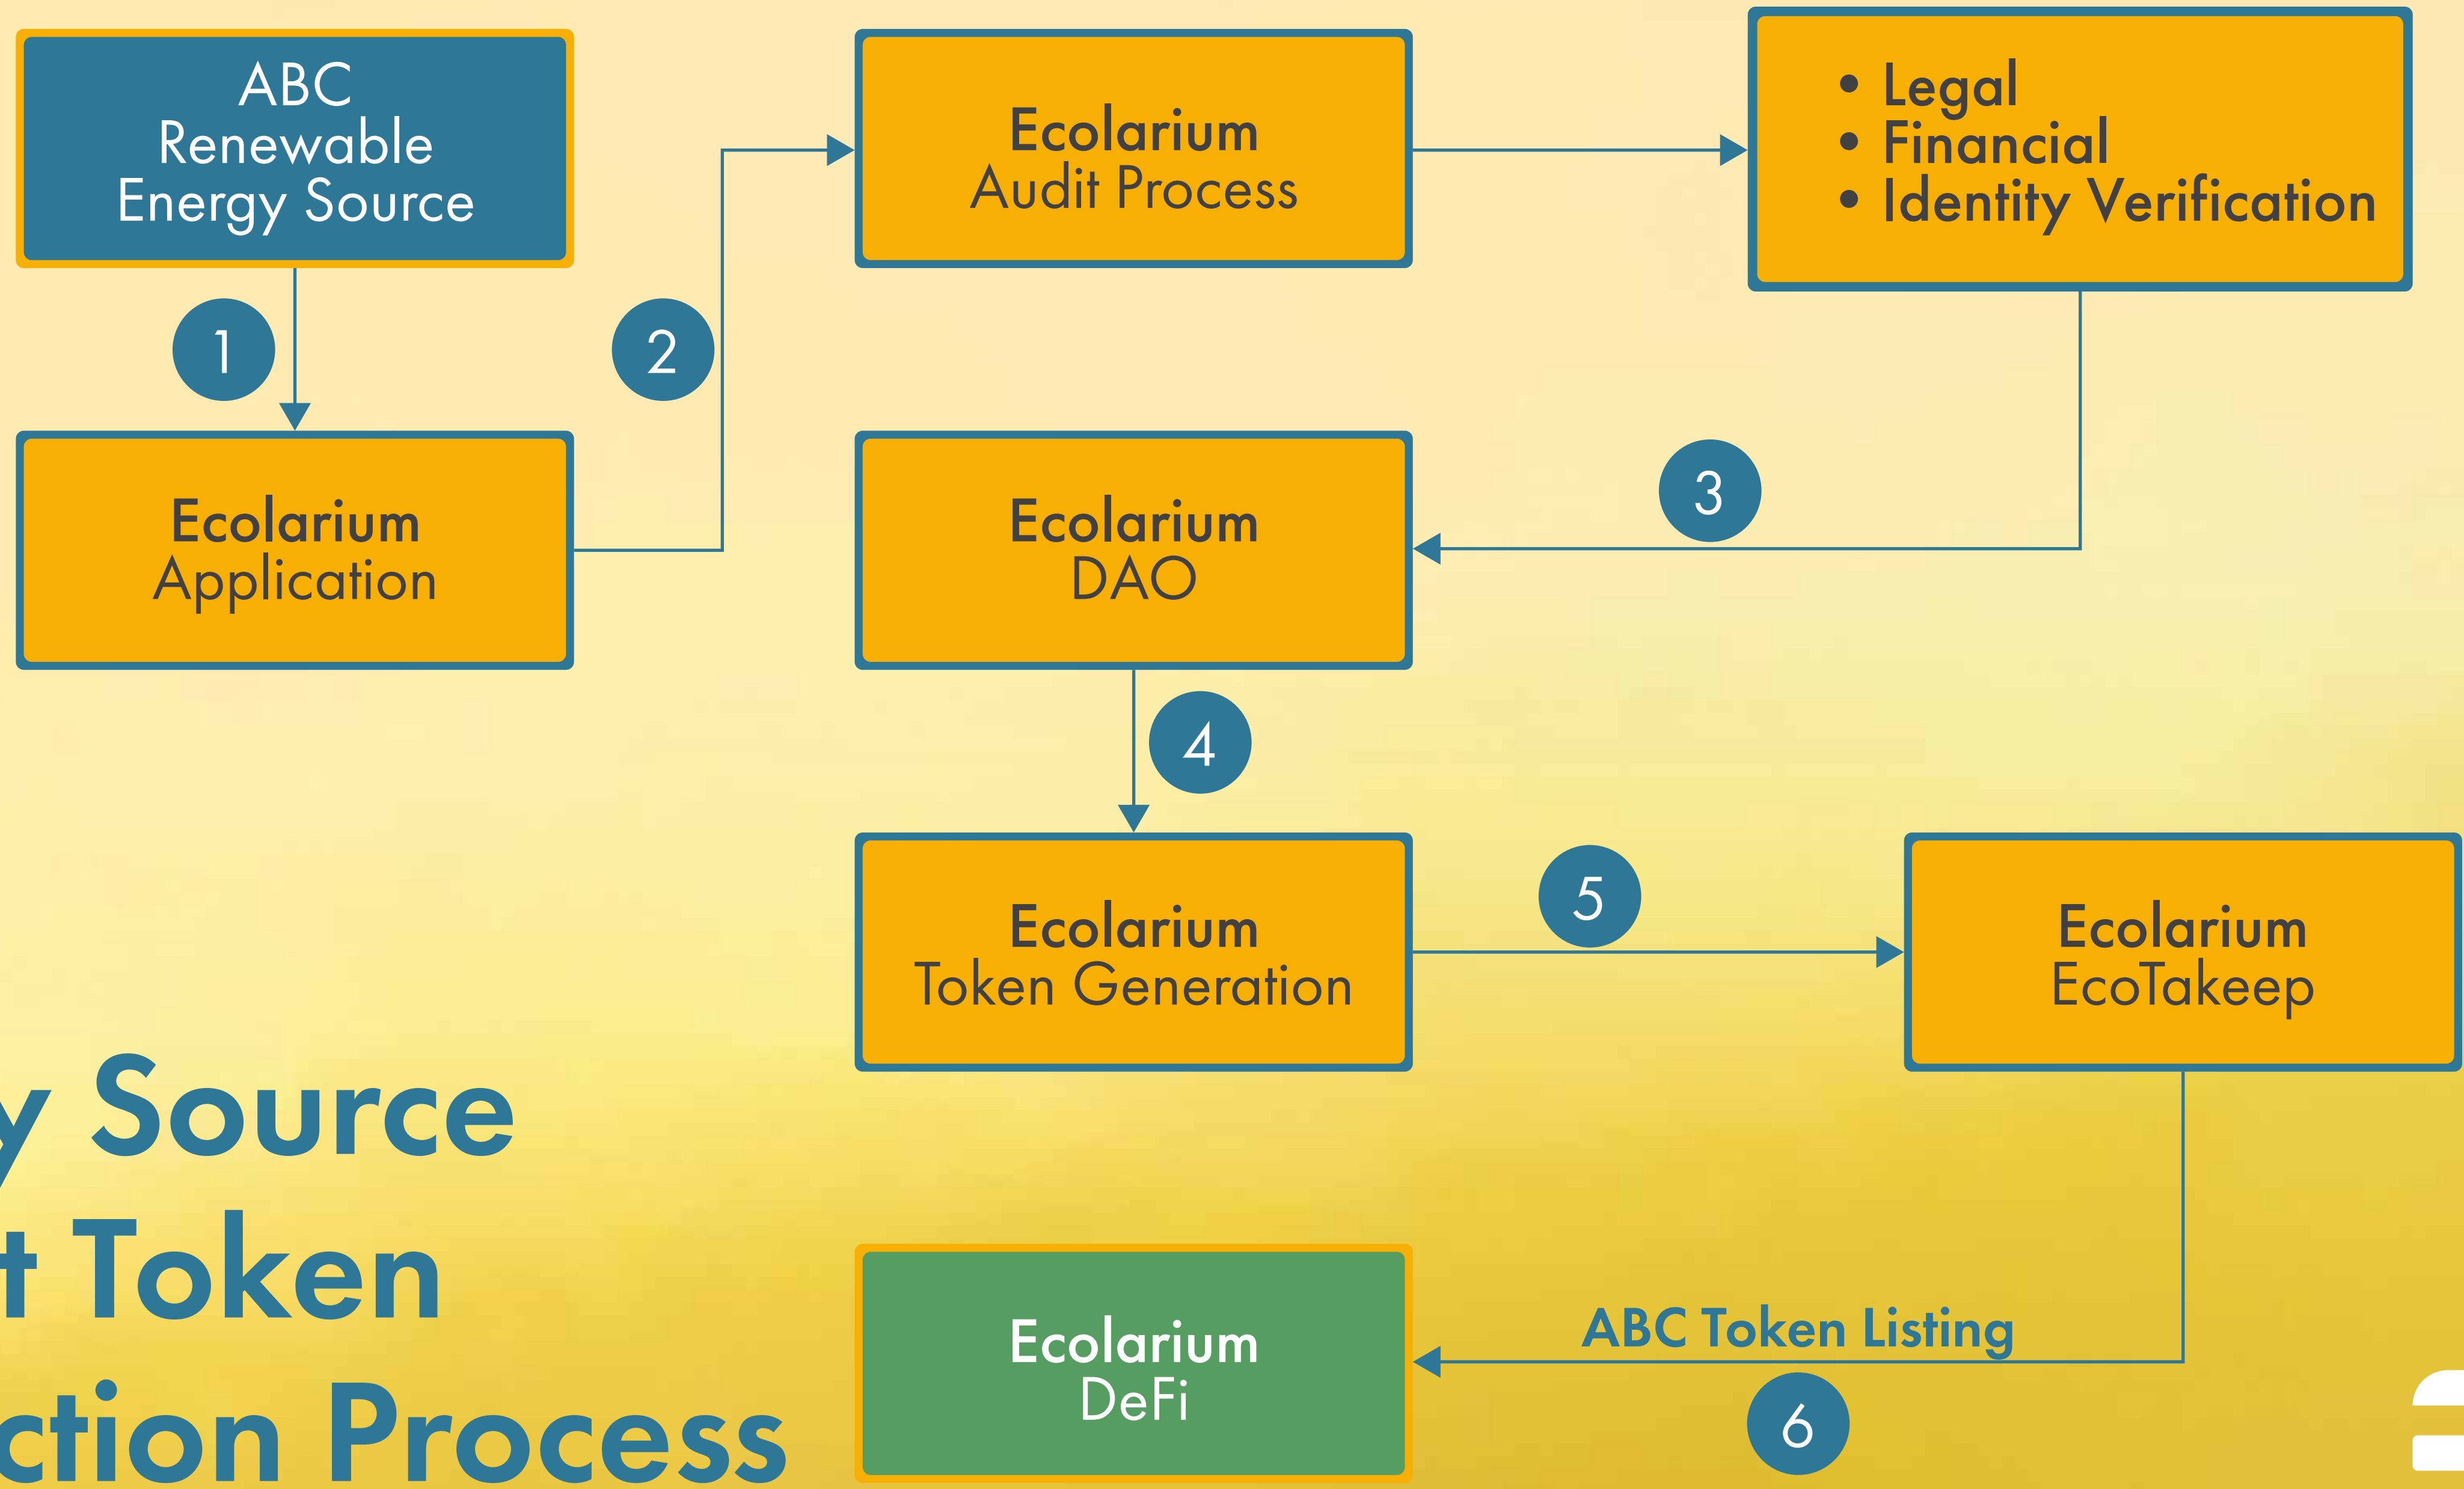 ABC
Renewable
Energy Source
Ecolarium
Audit Process
• Legal
• Financial
• Identity Verification
1
2
Ecolarium
Application
Ecolarium
DAO
3
4
Ecolarium
Token Generation
5
Ecolarium
EcoTakeep
y Source
t Token
ction Process
Ecolarium
DeFi
ABC Token Listing
6